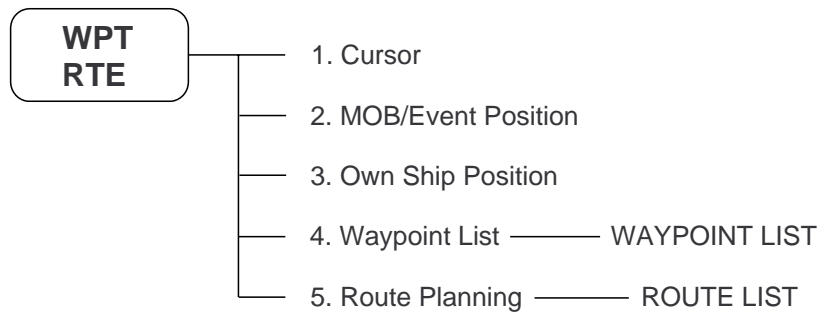 WPT
RTE
1. Cursor
2. MOB/Event Position
3. Own Ship Position
4. Waypoint List WAYPOINT LIST
5. Route Planning ROUTE LIST